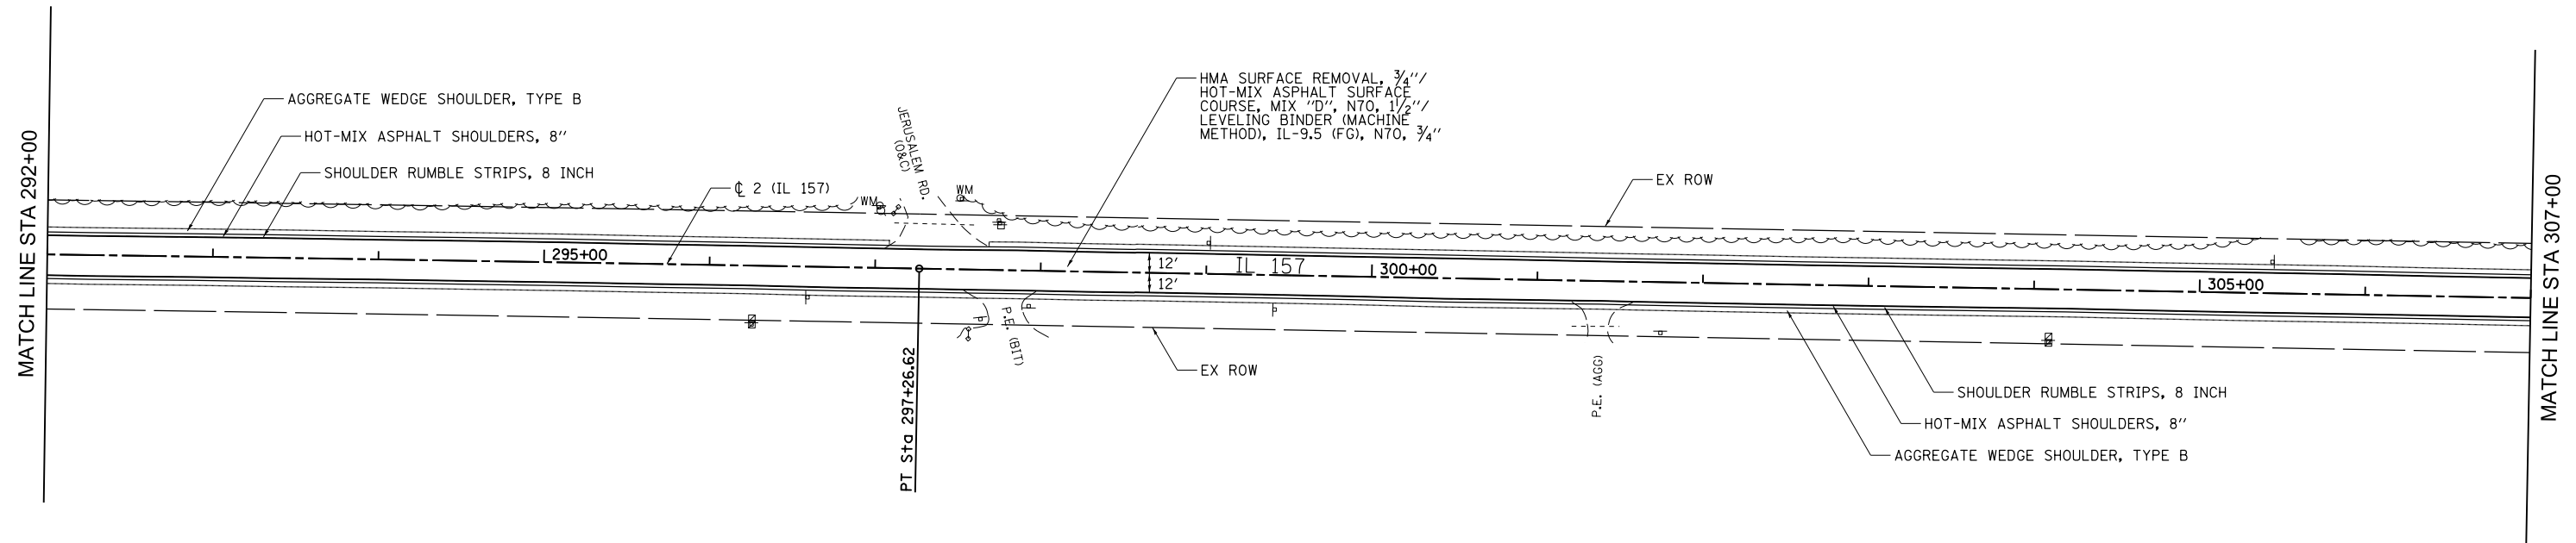 MATCH LINE STA 292+00
AGGREGATE WEDGE SHOULDER, TYPE B
HOT-MIX ASPHALT SHOULDERS, 8"
SHOULDER RUMBLE STRIPS, 8 INCH
℄ 2 (IL 157)
295+00
WM
JERUSALEM RD.
(O&C)
WM
HMA SURFACE REMOVAL, 3/4"/
HOT-MIX ASPHALT SURFACE
COURSE, MIX "D", N70, 1 1/2"/
LEVELING BINDER (MACHINE
METHOD), IL-9.5 (FG), N70, 3/4"
EX ROW
12'
12'
IL 157
300+00
305+00
PT Sta 297+26.62
P.E. (BIT)
EX ROW
P.E. (AGG)
SHOULDER RUMBLE STRIPS, 8 INCH
HOT-MIX ASPHALT SHOULDERS, 8"
AGGREGATE WEDGE SHOULDER, TYPE B
MATCH LINE STA 307+00